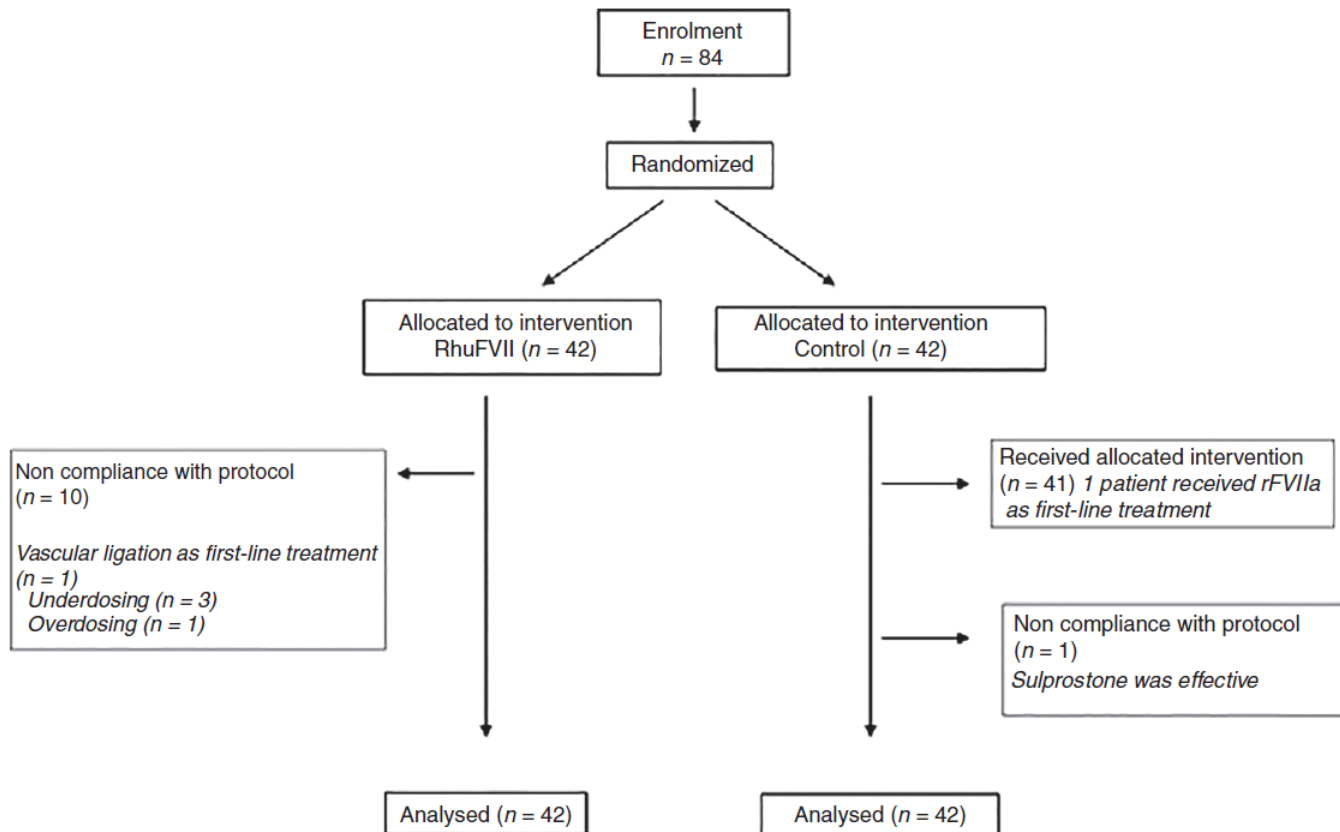 Enrolment
n = 84
Randomized
Allocated to intervention
RhuFVII (n = 42)
Allocated to intervention
Control (n = 42)
Non compliance with protocol
(n = 10)
Vascular ligation as first-line treatment
(n = 1)
Underdosing (n = 3)
Overdosing (n = 1)
Received allocated intervention
(n = 41) 1 patient received rFVIIa
as first-line treatment
Non compliance with protocol
(n = 1)
Sulprostone was effective
Analysed (n = 42)
Analysed (n = 42)